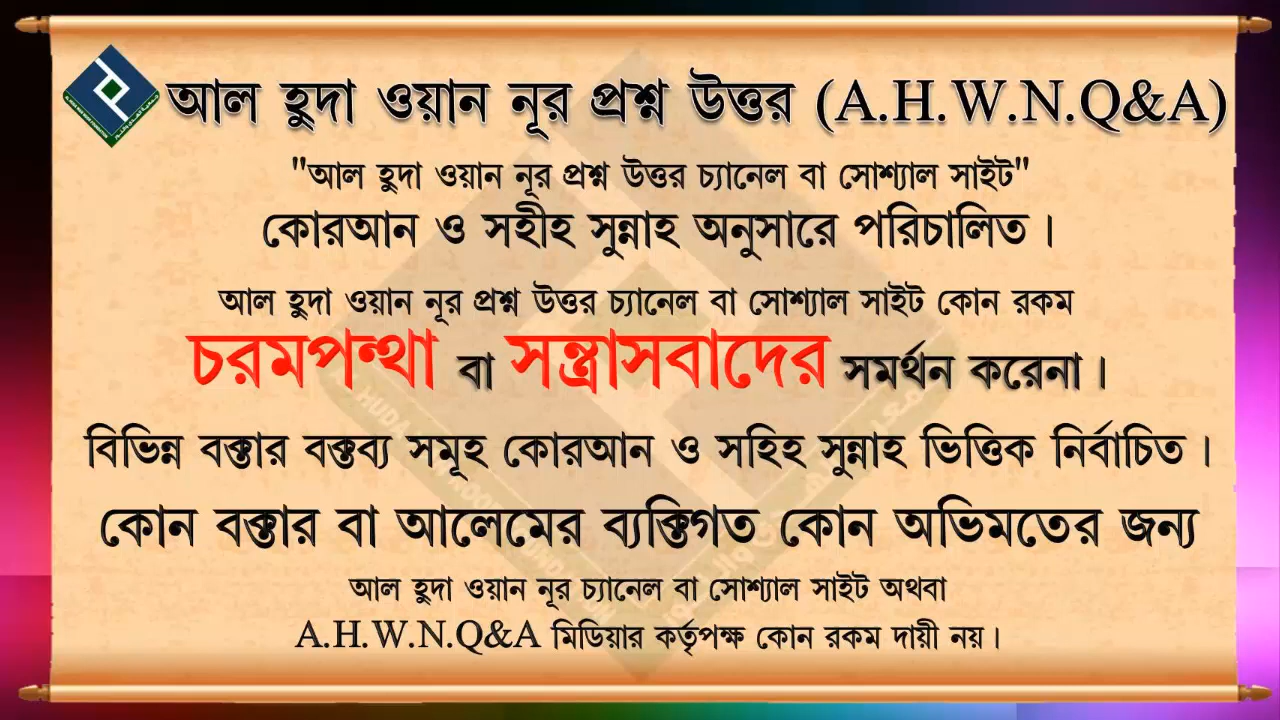 আল হুদা ওয়ান নূর প্রশ্ন উত্তর (A.H.W.N.Q&A)
"আল হুদা ওয়ান নূর প্রশ্ন উত্তর চ্যানেল বা সোশ্যাল সাইট"
কোরআন ও সহীহ সুন্নাহ অনুসারে পরিচালিত।
আল হুদা ওয়ান নূর প্রশ্ন উত্তর চ্যানেল বা সোশ্যাল সাইট কোন রকম
চরমপন্থা বা সন্ত্রাসবাদের সমর্থন করেনা।
বিভিন্ন বক্তার বক্তব্য সমূহ কোরআন ও সহিহ সুন্নাহ ভিত্তিক নির্বাচিত।
কোন বক্তার বা আলেমের ব্যক্তিগত কোন অভিমতের জন্য
আল হুদা ওয়ান নূর চ্যানেল বা সোশ্যাল সাইট অথবা
A.H.W.N.Q&A মিডিয়ার কর্তৃপক্ষ কোন রকম দায়ী নয়।